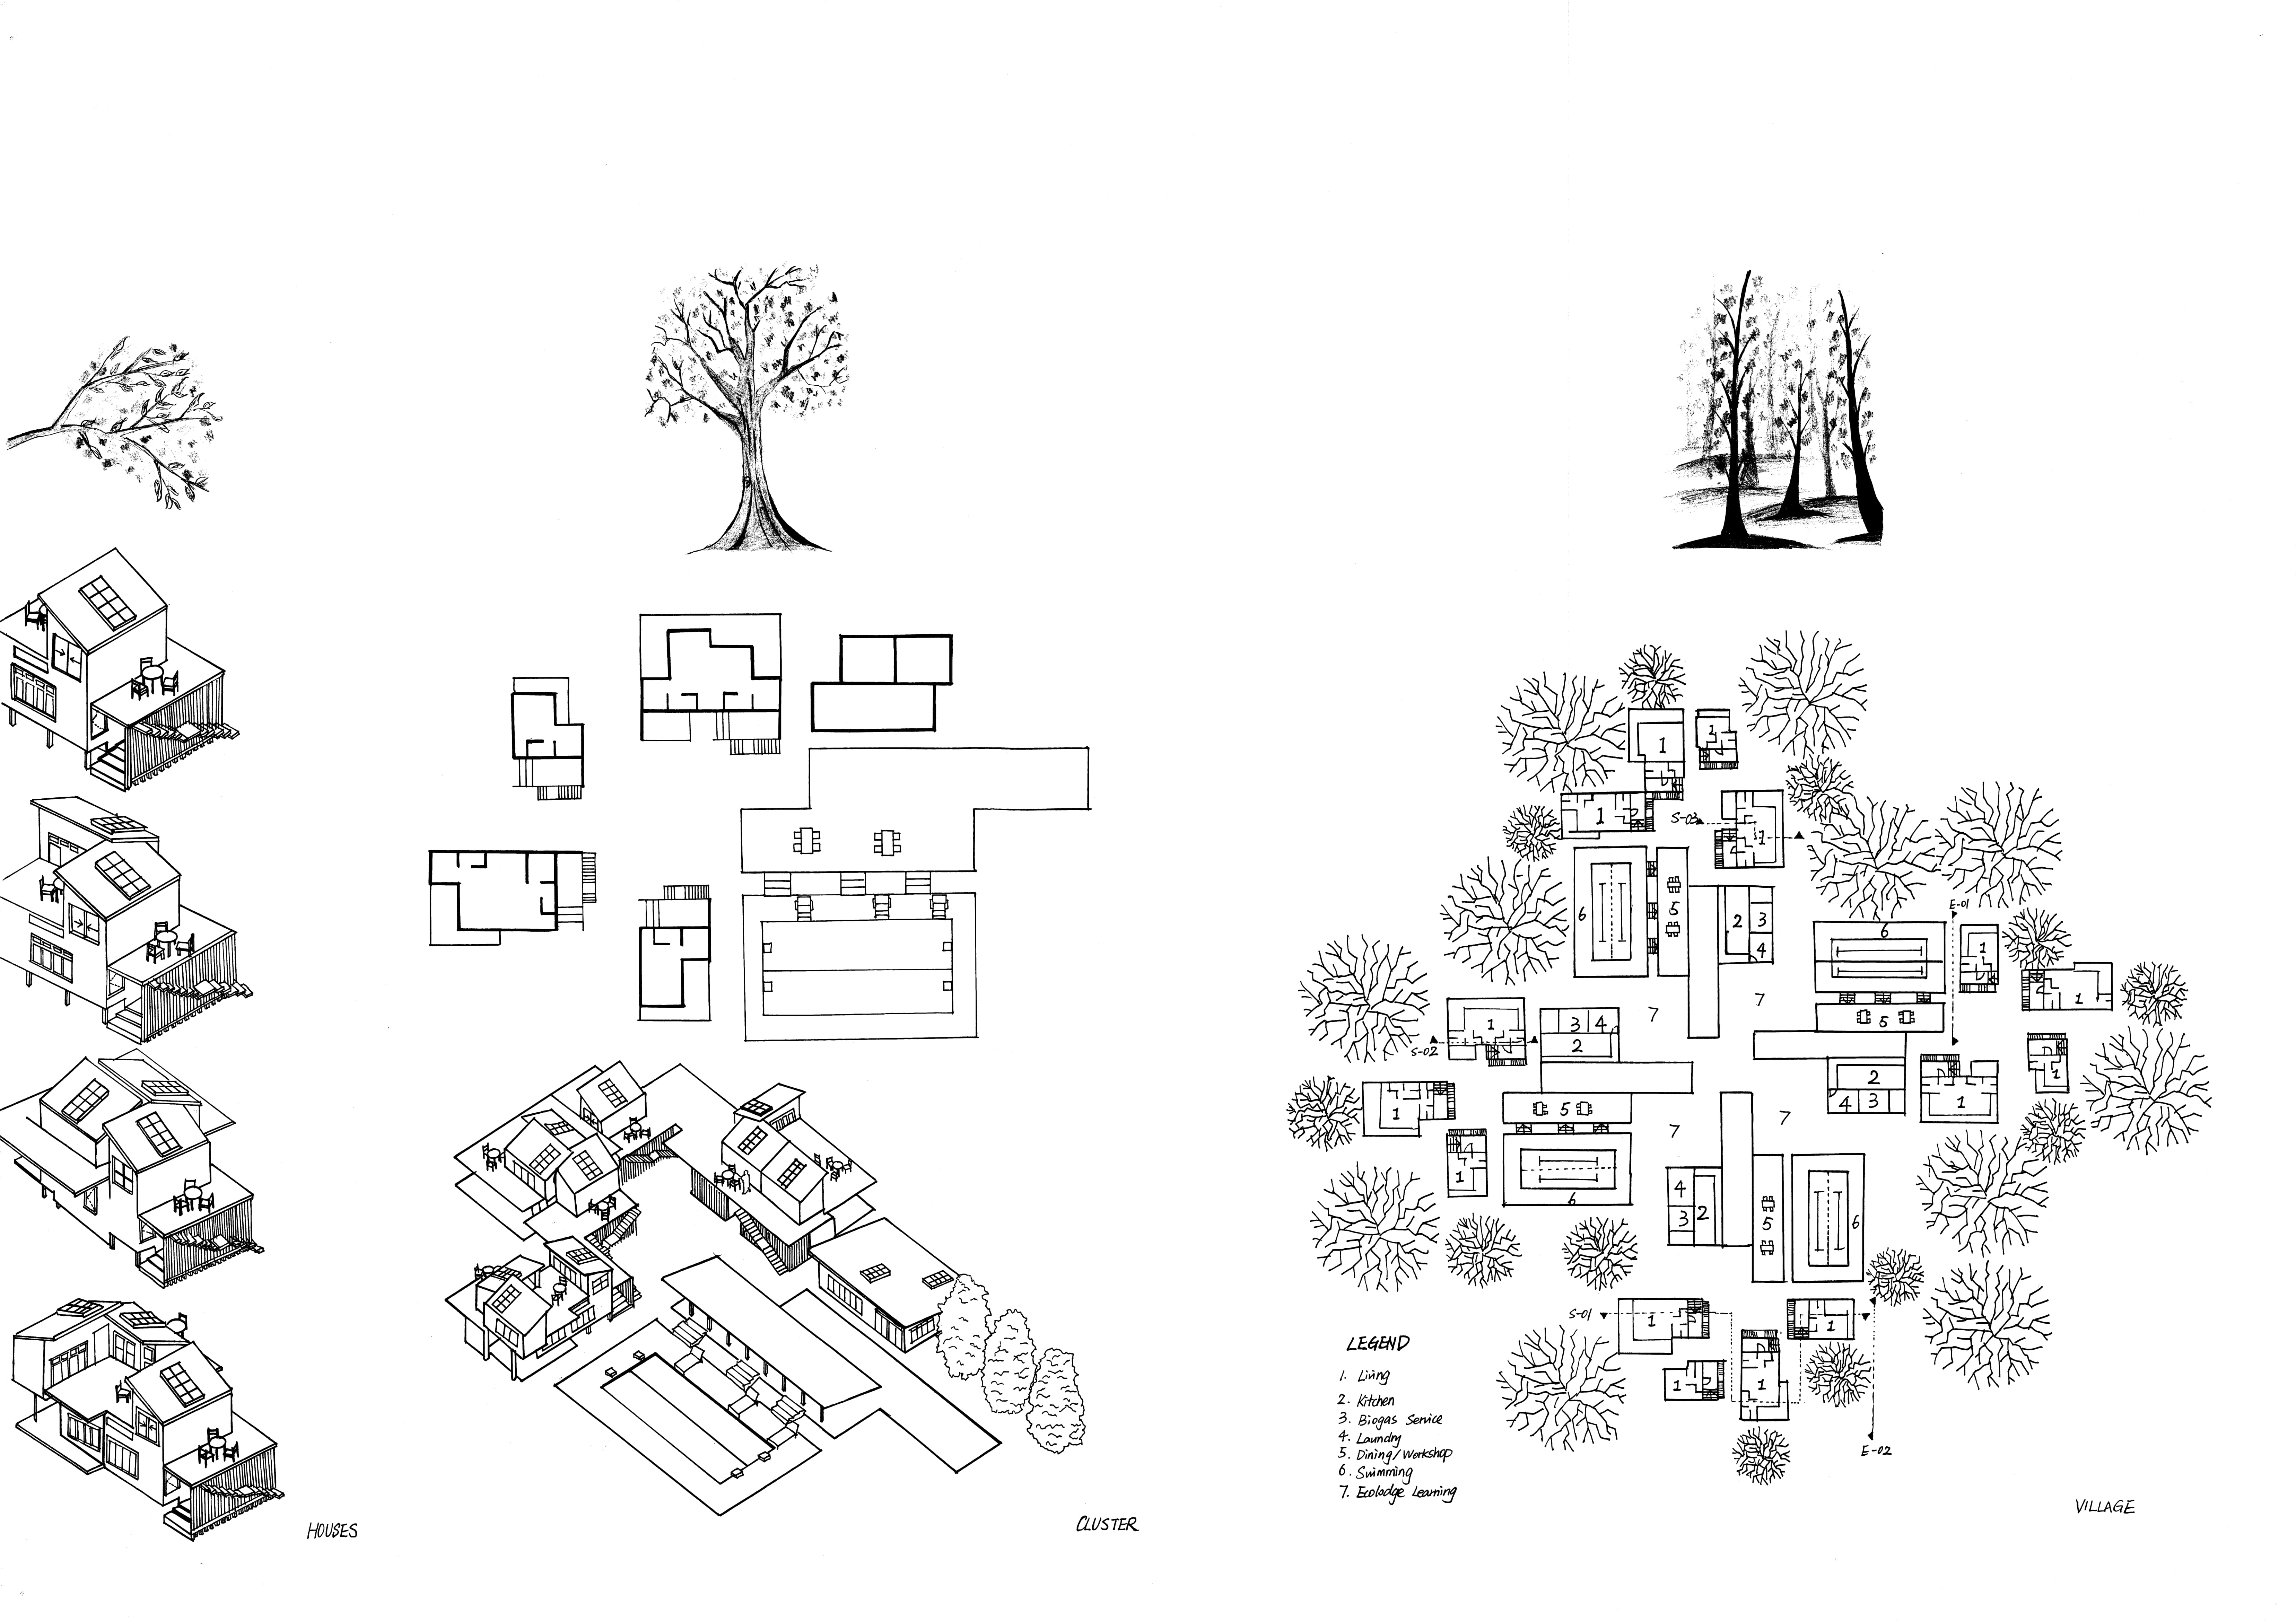 HOUSES
CLUSTER
1
1
1
S-03
1
6
5
2
3
4
E-01
6
1
1
7
7
5
1
3
4
2
S-02
2
1
4
3
1
1
5
7
7
1
6
4
3
2
5
6
S-01
1
1
1
1
E-02
LEGEND
1. Living
2. Kitchen
3. Biogas Service
4. Laundry
5. Dining/Workshop
6. Swimming
7. Ecolodge Learning
VILLAGE